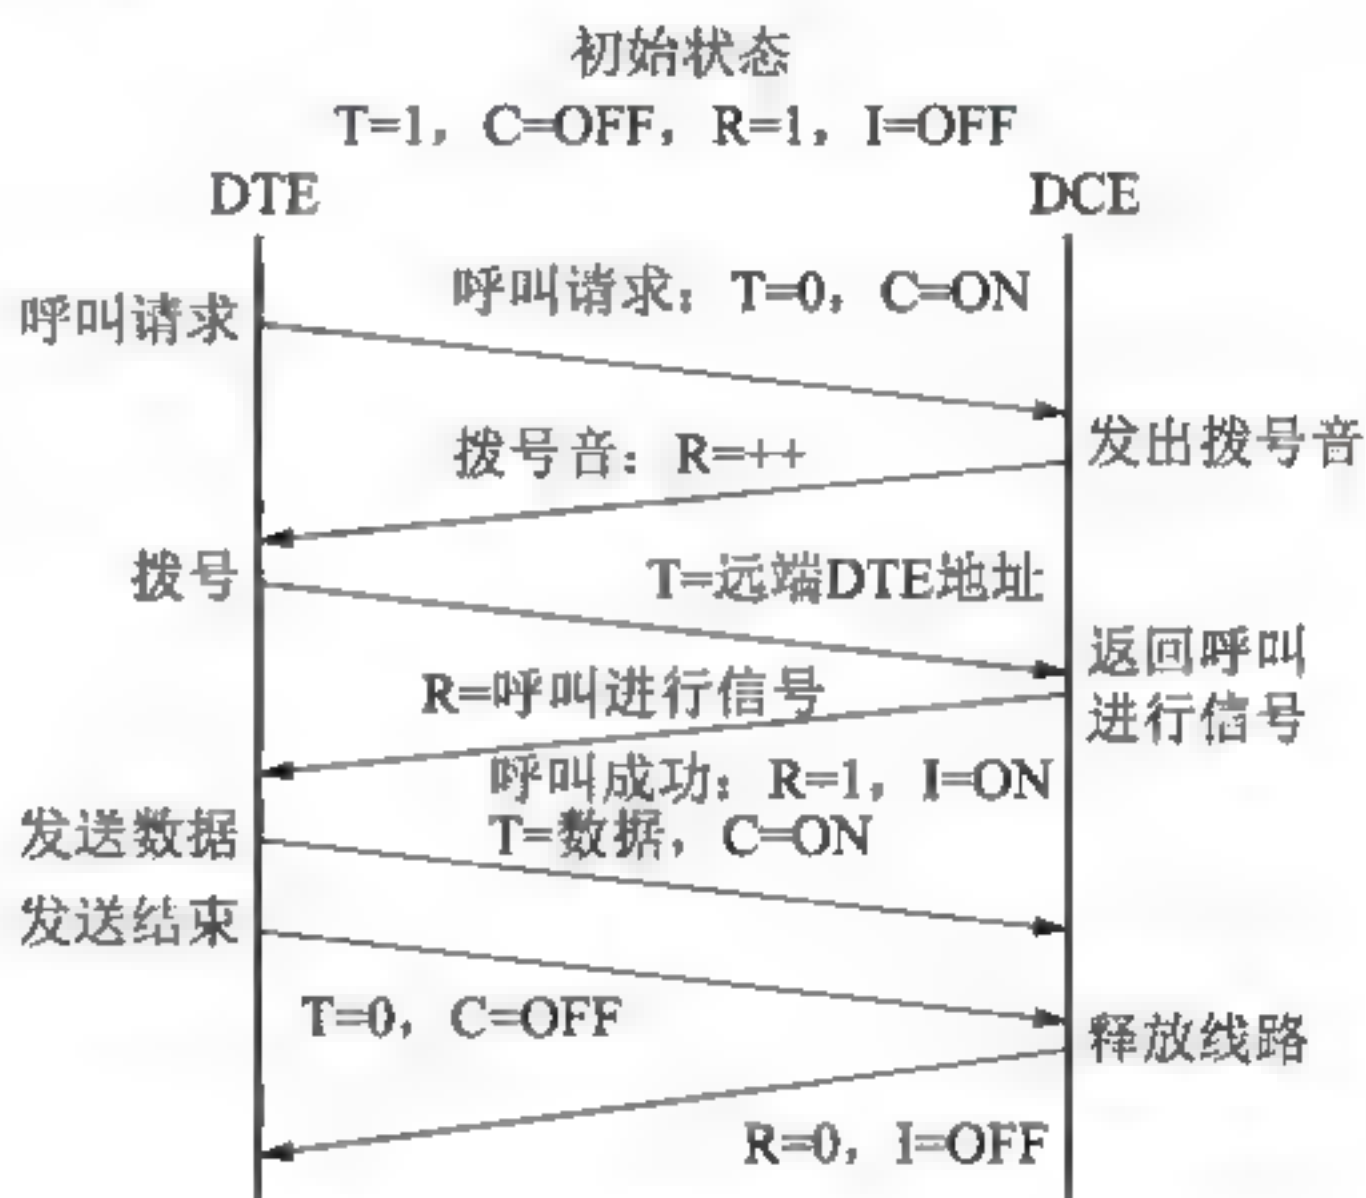 初始状态
T=1，C=OFF，R=1，I=OFF
DTE
DCE
呼叫请求：T=0，C=ON
呼叫请求
发出拨号音
拨号音：R=++
拨号
T=远端DTE地址
返回呼叫
进行信号
R=呼叫进行信号
呼叫成功：R=1，I=ON
发送数据
T=数据，C=ON
发送结束
T=0，C=OFF
释放线路
R=0，I=OFF